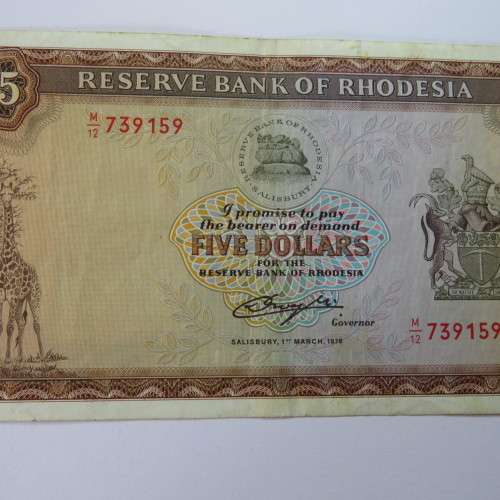 5
RESERVE BANK OF RHODESIA
M/12 739159
RESERVE BANK OF RHODESIA
SALISBURY
I promise to pay
the bearer on demand
FIVE DOLLARS
FOR THE
RESERVE BANK OF RHODESIA
Governor
SALISBURY, 1ST MARCH, 1976
M/12 739159